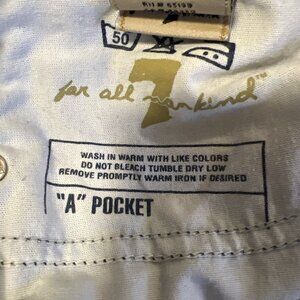 50
7
for all mankind™
WASH IN WARM WITH LIKE COLORS
DO NOT BLEACH TUMBLE DRY LOW
REMOVE PROMPTLY WARM IRON IF DESIRED
"A" POCKET